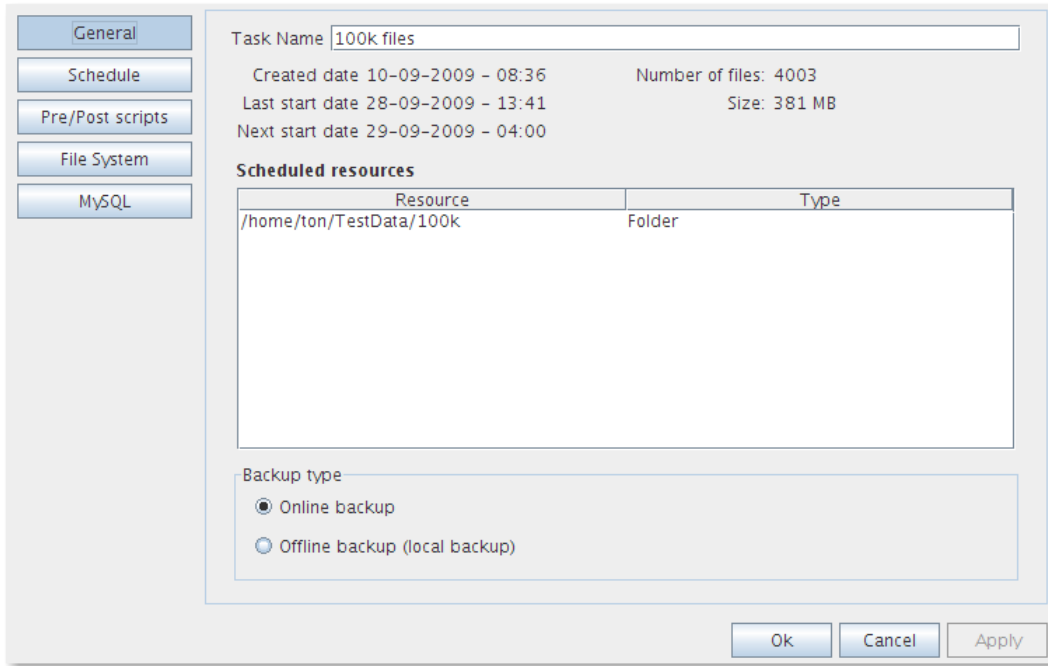 General
Schedule
Pre/Post scripts
File System
MySQL
Task Name 100k files
Created date 10-09-2009 - 08:36 Number of files: 4003
Last start date 28-09-2009 - 13:41 Size: 381 MB
Next start date 29-09-2009 - 04:00
Scheduled resources
Resource Type
/home/ton/TestData/100k Folder
Backup type
Online backup
Offline backup (local backup)
Ok Cancel Apply